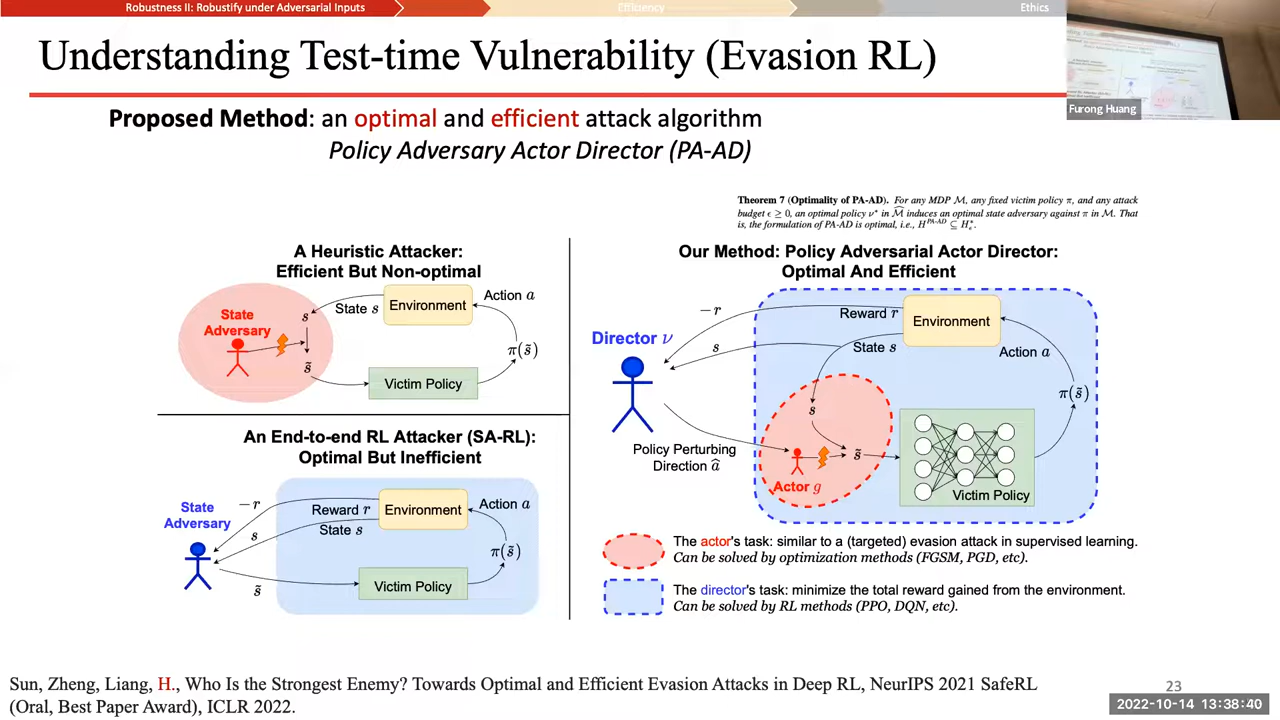 Robustness II: Robustify under Adversarial Inputs
Efficiency
Ethics
Understanding Test-time Vulnerability (Evasion RL)
Furong Huang
Proposed Method: an optimal and efficient attack algorithm
Policy Adversary Actor Director (PA-AD)
Theorem 7 (Optimality of PA-AD). For any MDP M, any fixed victim policy π, and any attack
budget ϵ ≥ 0, an optimal policy ν* in M̂ induces an optimal state adversary against π in M. That
is, the formulation of PA-AD is optimal, i.e., H^PA-AD ⊆ H*_ϵ.
A Heuristic Attacker:
Efficient But Non-optimal
State
Adversary
s
s̃
State s
Environment
Action a
π(s̃)
Victim Policy
An End-to-end RL Attacker (SA-RL):
Optimal But Inefficient
State
Adversary
−r
s
s̃
Reward r
State s
Environment
Action a
π(s̃)
Victim Policy
Our Method: Policy Adversarial Actor Director:
Optimal And Efficient
Director ν
−r
s
Reward r
State s
Environment
Action a
π(s̃)
Policy Perturbing
Direction â
s
s̃
Actor g
Victim Policy
The actor's task: similar to a (targeted) evasion attack in supervised learning.
Can be solved by optimization methods (FGSM, PGD, etc).
The director's task: minimize the total reward gained from the environment.
Can be solved by RL methods (PPO, DQN, etc).
Sun, Zheng, Liang, H., Who Is the Strongest Enemy? Towards Optimal and Efficient Evasion Attacks in Deep RL, NeurIPS 2021 SafeRL
(Oral, Best Paper Award), ICLR 2022.
23
2022-10-14 13:38:40